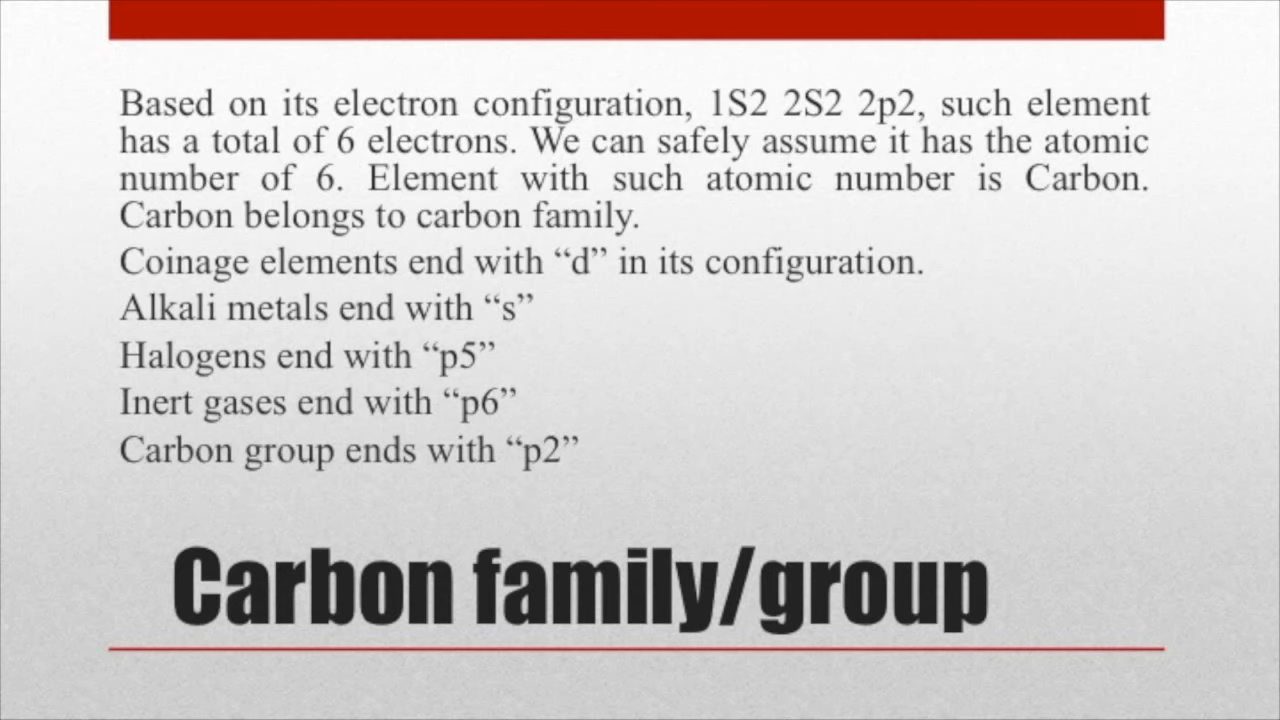 Based on its electron configuration, 1S2 2S2 2p2, such element
has a total of 6 electrons. We can safely assume it has the atomic
number of 6. Element with such atomic number is Carbon.
Carbon belongs to carbon family.
Coinage elements end with “d” in its configuration.
Alkali metals end with “s”
Halogens end with “p5”
Inert gases end with “p6”
Carbon group ends with “p2”
Carbon family/group